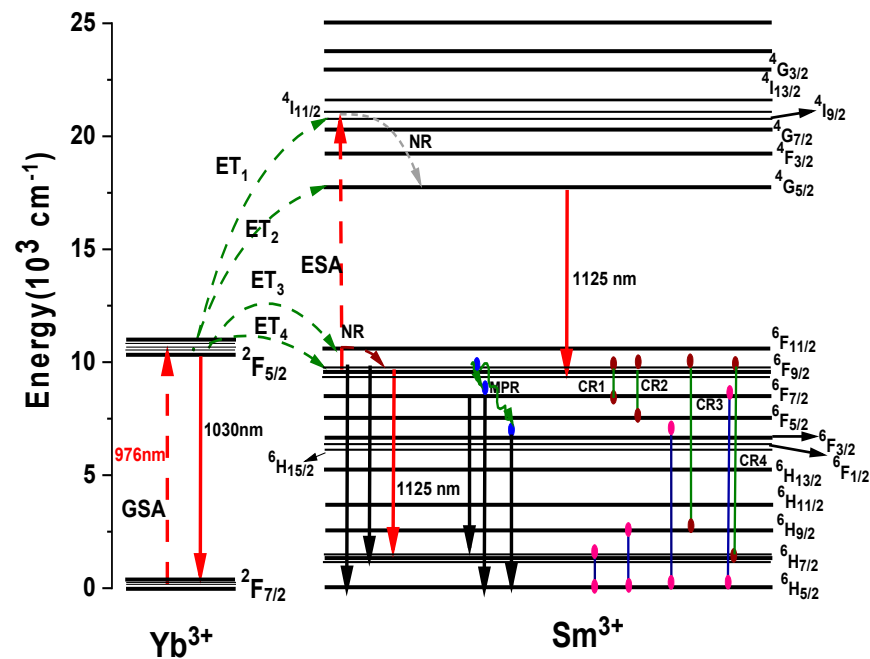 Energy(10³ cm⁻¹)
25
20
15
10
5
0
⁴G₃/₂
⁴I₁₃/₂
⁴I₁₁/₂
⁴I₉/₂
⁴G₇/₂
⁴F₃/₂
⁴G₅/₂
NR
ET₁
ET₂
ET₃
ET₄
ESA
1125 nm
NR
⁶F₁₁/₂
⁶F₉/₂
²F₅/₂
MPR
CR1
CR2
CR3
CR4
⁶F₇/₂
⁶F₅/₂
⁶F₃/₂
⁶F₁/₂
976nm
1030nm
GSA
⁶H₁₅/₂
1125 nm
⁶H₁₃/₂
⁶H₁₁/₂
⁶H₉/₂
⁶H₇/₂
⁶H₅/₂
²F₇/₂
Yb³⁺
Sm³⁺